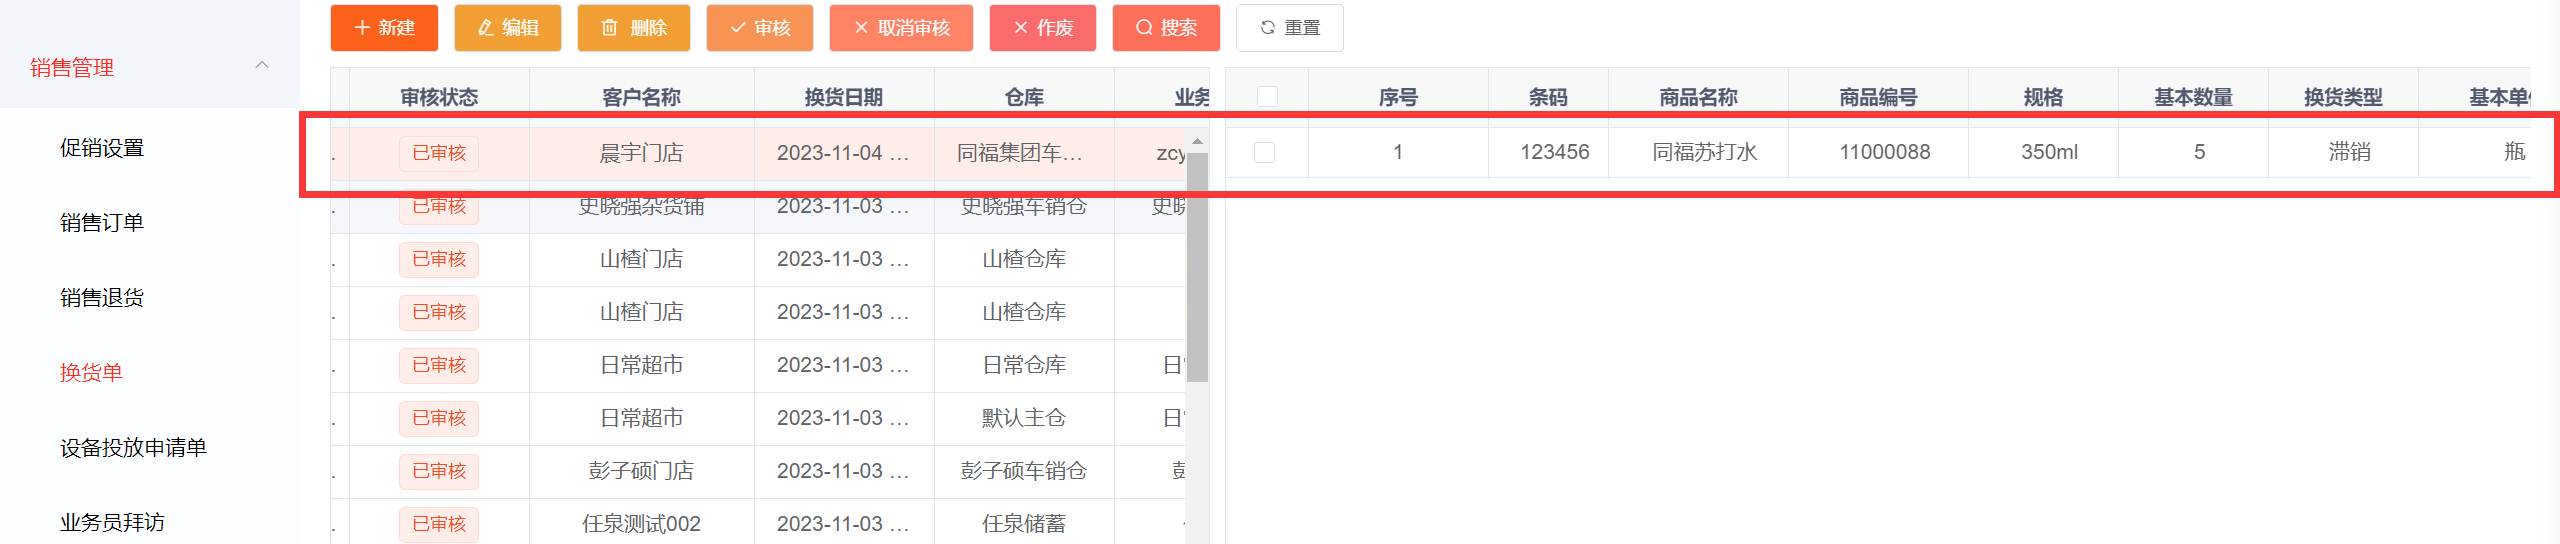 新建 编辑 删除 审核 取消审核 作废 搜索 重置
销售管理
促销设置
销售订单
销售退货
换货单
设备投放申请单
业务员拜访
审核状态 客户名称 换货日期 仓库 业务
. 已审核 晨宇门店 2023-11-04 ... 同福集团车... zcy
. 已审核 史晓强杂货铺 2023-11-03 ... 史晓强车销仓 史晓
. 已审核 山楂门店 2023-11-03 ... 山楂仓库
. 已审核 山楂门店 2023-11-03 ... 山楂仓库
. 已审核 日常超市 2023-11-03 ... 日常仓库 日
. 已审核 日常超市 2023-11-03 ... 默认主仓 日
. 已审核 彭子硕门店 2023-11-03 ... 彭子硕车销仓 彭
. 已审核 任泉测试002 2023-11-03 ... 任泉储蓄
序号 条码 商品名称 商品编号 规格 基本数量 换货类型 基本单
1 123456 同福苏打水 11000088 350ml 5 滞销 瓶